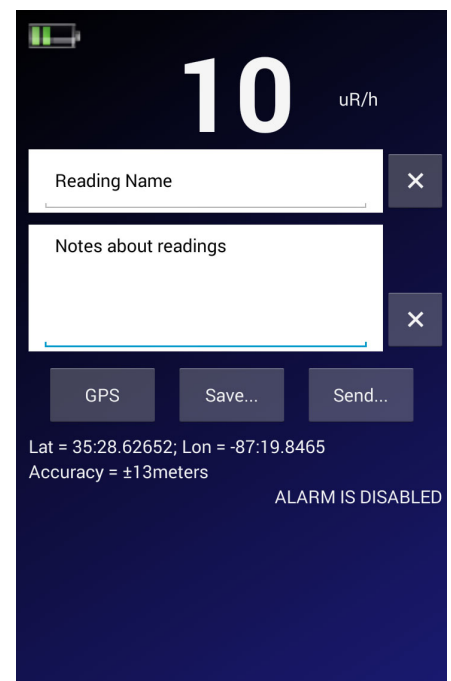 10 uR/h
Reading Name
×
Notes about readings
×
GPS Save... Send...
Lat = 35:28.62652; Lon = -87:19.8465
Accuracy = ±13meters
ALARM IS DISABLED